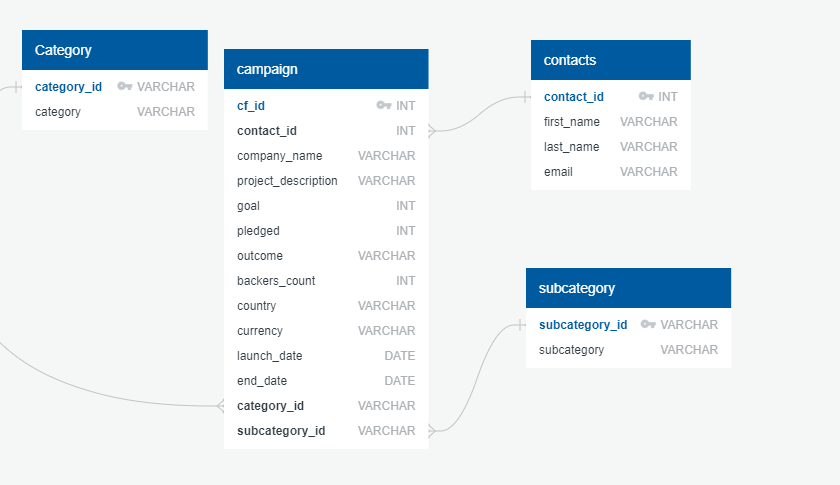 Category
category_id VARCHAR
category VARCHAR
campaign
cf_id INT
contact_id INT
company_name VARCHAR
project_description VARCHAR
goal INT
pledged INT
outcome VARCHAR
backers_count INT
country VARCHAR
currency VARCHAR
launch_date DATE
end_date DATE
category_id VARCHAR
subcategory_id VARCHAR
contacts
contact_id INT
first_name VARCHAR
last_name VARCHAR
email VARCHAR
subcategory
subcategory_id VARCHAR
subcategory VARCHAR